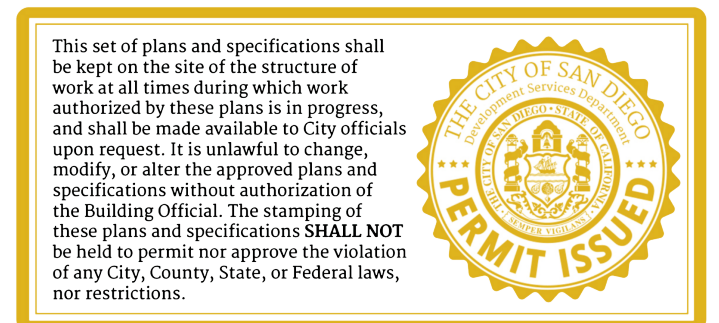 This set of plans and specifications shall
be kept on the site of the structure of
work at all times during which work
authorized by these plans is in progress,
and shall be made available to City officials
upon request. It is unlawful to change,
modify, or alter the approved plans and
specifications without authorization of
the Building Official. The stamping of
these plans and specifications SHALL NOT
be held to permit nor approve the violation
of any City, County, State, or Federal laws,
nor restrictions.
THE CITY OF SAN DIEGO
Development Services Department
THE CITY OF SAN DIEGO • STATE OF CALIFORNIA
SEMPER VIGILANS
PERMIT ISSUED